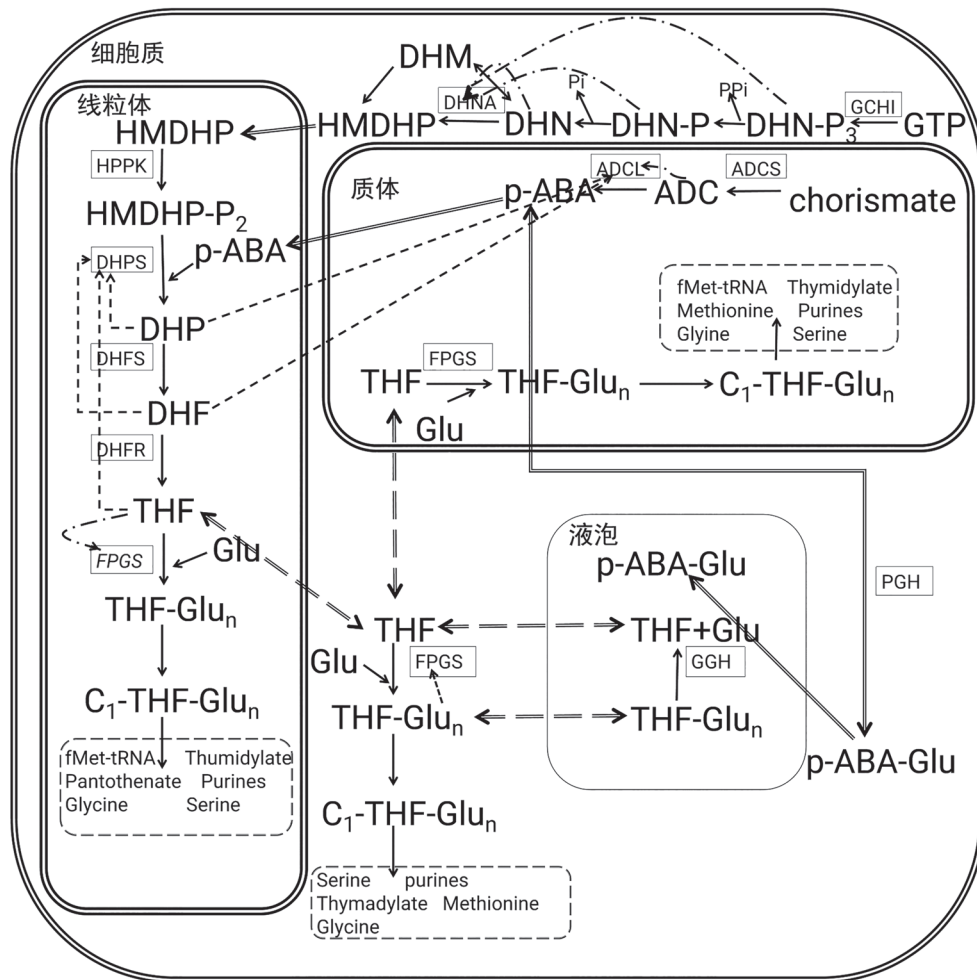 细胞质
DHM
Pi
PPi
DHNA
GCHI
HMDHP
DHN
DHN-P
DHN-P3
GTP
线粒体
HMDHP
HPPK
HMDHP-P2
p-ABA
DHPS
DHP
DHFS
DHF
DHFR
THF
Glu
FPGS
THF-Glun
C1-THF-Glun
fMet-tRNA Thumidylate
Pantothenate Purines
Glycine Serine
质体
ADCL
ADCS
p-ABA
ADC
chorismate
fMet-tRNA Thymidylate
Methionine Purines
Glyine Serine
FPGS
THF
THF-Glun
C1-THF-Glun
Glu
液泡
p-ABA-Glu
PGH
THF
THF+Glu
Glu
FPGS
GGH
THF-Glun
THF-Glun
p-ABA-Glu
C1-THF-Glun
Serine purines
Thymadylate Methionine
Glycine